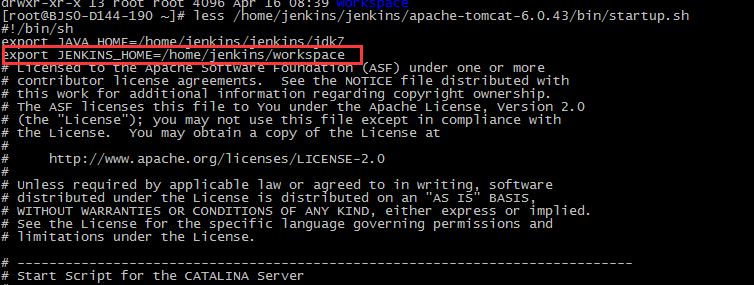 drwxr-xr-x 13 root root 4096 Apr 16 08:39 workspace
[root@BJS0-D144-190 ~]# less /home/jenkins/jenkins/apache-tomcat-6.0.43/bin/startup.sh
#!/bin/sh
export JAVA_HOME=/home/jenkins/jenkins/jdk7
export JENKINS_HOME=/home/jenkins/workspace
# Licensed to the Apache Software Foundation (ASF) under one or more
# contributor license agreements.  See the NOTICE file distributed with
# this work for additional information regarding copyright ownership.
# The ASF licenses this file to You under the Apache License, Version 2.0
# (the "License"); you may not use this file except in compliance with
# the License.  You may obtain a copy of the License at
#
#     http://www.apache.org/licenses/LICENSE-2.0
#
# Unless required by applicable law or agreed to in writing, software
# distributed under the License is distributed on an "AS IS" BASIS,
# WITHOUT WARRANTIES OR CONDITIONS OF ANY KIND, either express or implied.
# See the License for the specific language governing permissions and
# limitations under the License.
# -----------------------------------------------------------------------------
# Start Script for the CATALINA Server